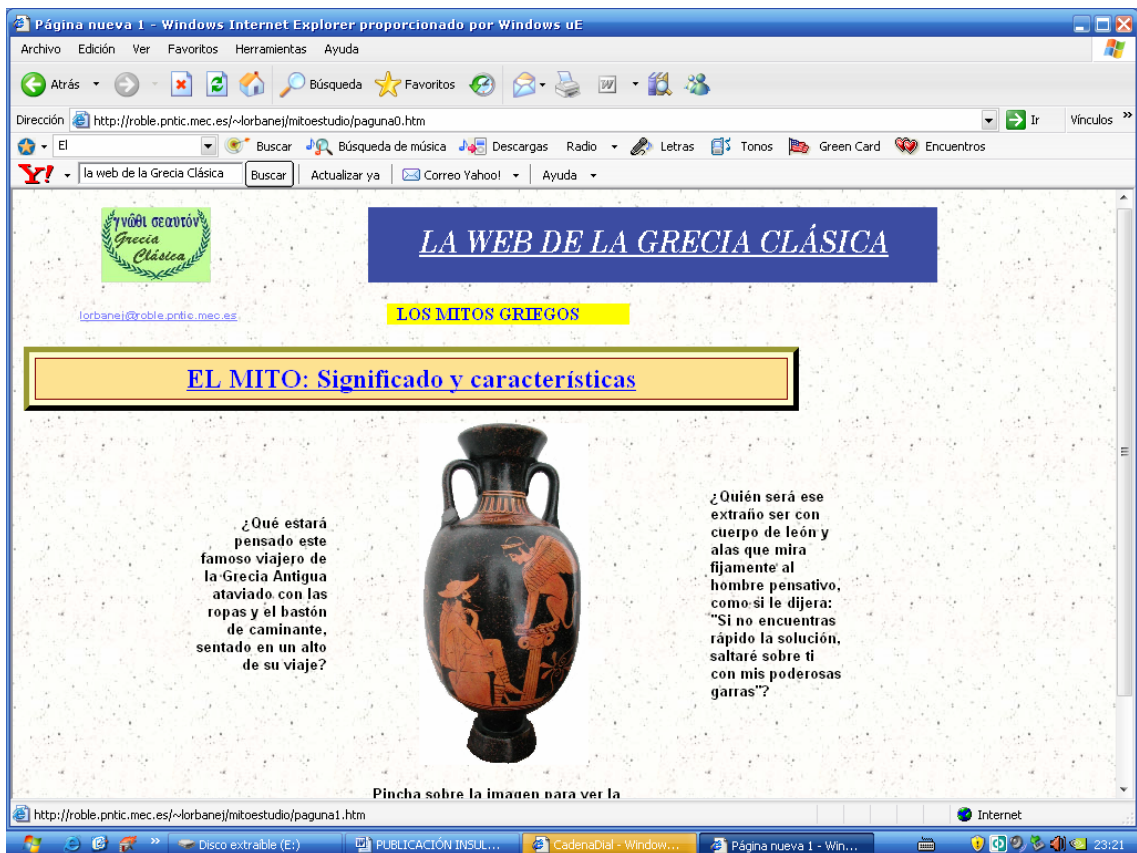 Página nueva 1 - Windows Internet Explorer proporcionado por Windows uE
Archivo Edición Ver Favoritos Herramientas Ayuda
Atrás Búsqueda Favoritos
Dirección http://roble.pntic.mec.es/~lorbanej/mitoestudio/paguna0.htm Ir Vínculos »
El Buscar Búsqueda de música Descargas Radio Letras Tonos Green Card Encuentros
Y! la web de la Grecia Clásica Buscar Actualizar ya Correo Yahoo! Ayuda
γνῶθι σεαυτόν
Grecia
Clásica
LA WEB DE LA GRECIA CLÁSICA
lorbanej@roble.pntic.mec.es
LOS MITOS GRIEGOS
EL MITO: Significado y características
¿Qué estará
pensado este
famoso viajero de
la Grecia Antigua
ataviado con las
ropas y el bastón
de caminante,
sentado en un alto
de su viaje?
¿Quién será ese
extraño ser con
cuerpo de león y
alas que mira
fijamente al
hombre pensativo,
como si le dijera:
"Si no encuentras
rápido la solución,
saltaré sobre ti
con mis poderosas
garras"?
Pincha sobre la imagen para ver la
http://roble.pntic.mec.es/~lorbanej/mitoestudio/paguna1.htm Internet
» Disco extraíble (E:) PUBLICACIÓN INSUL... CadenaDial - Window... Página nueva 1 - Win... 23:21